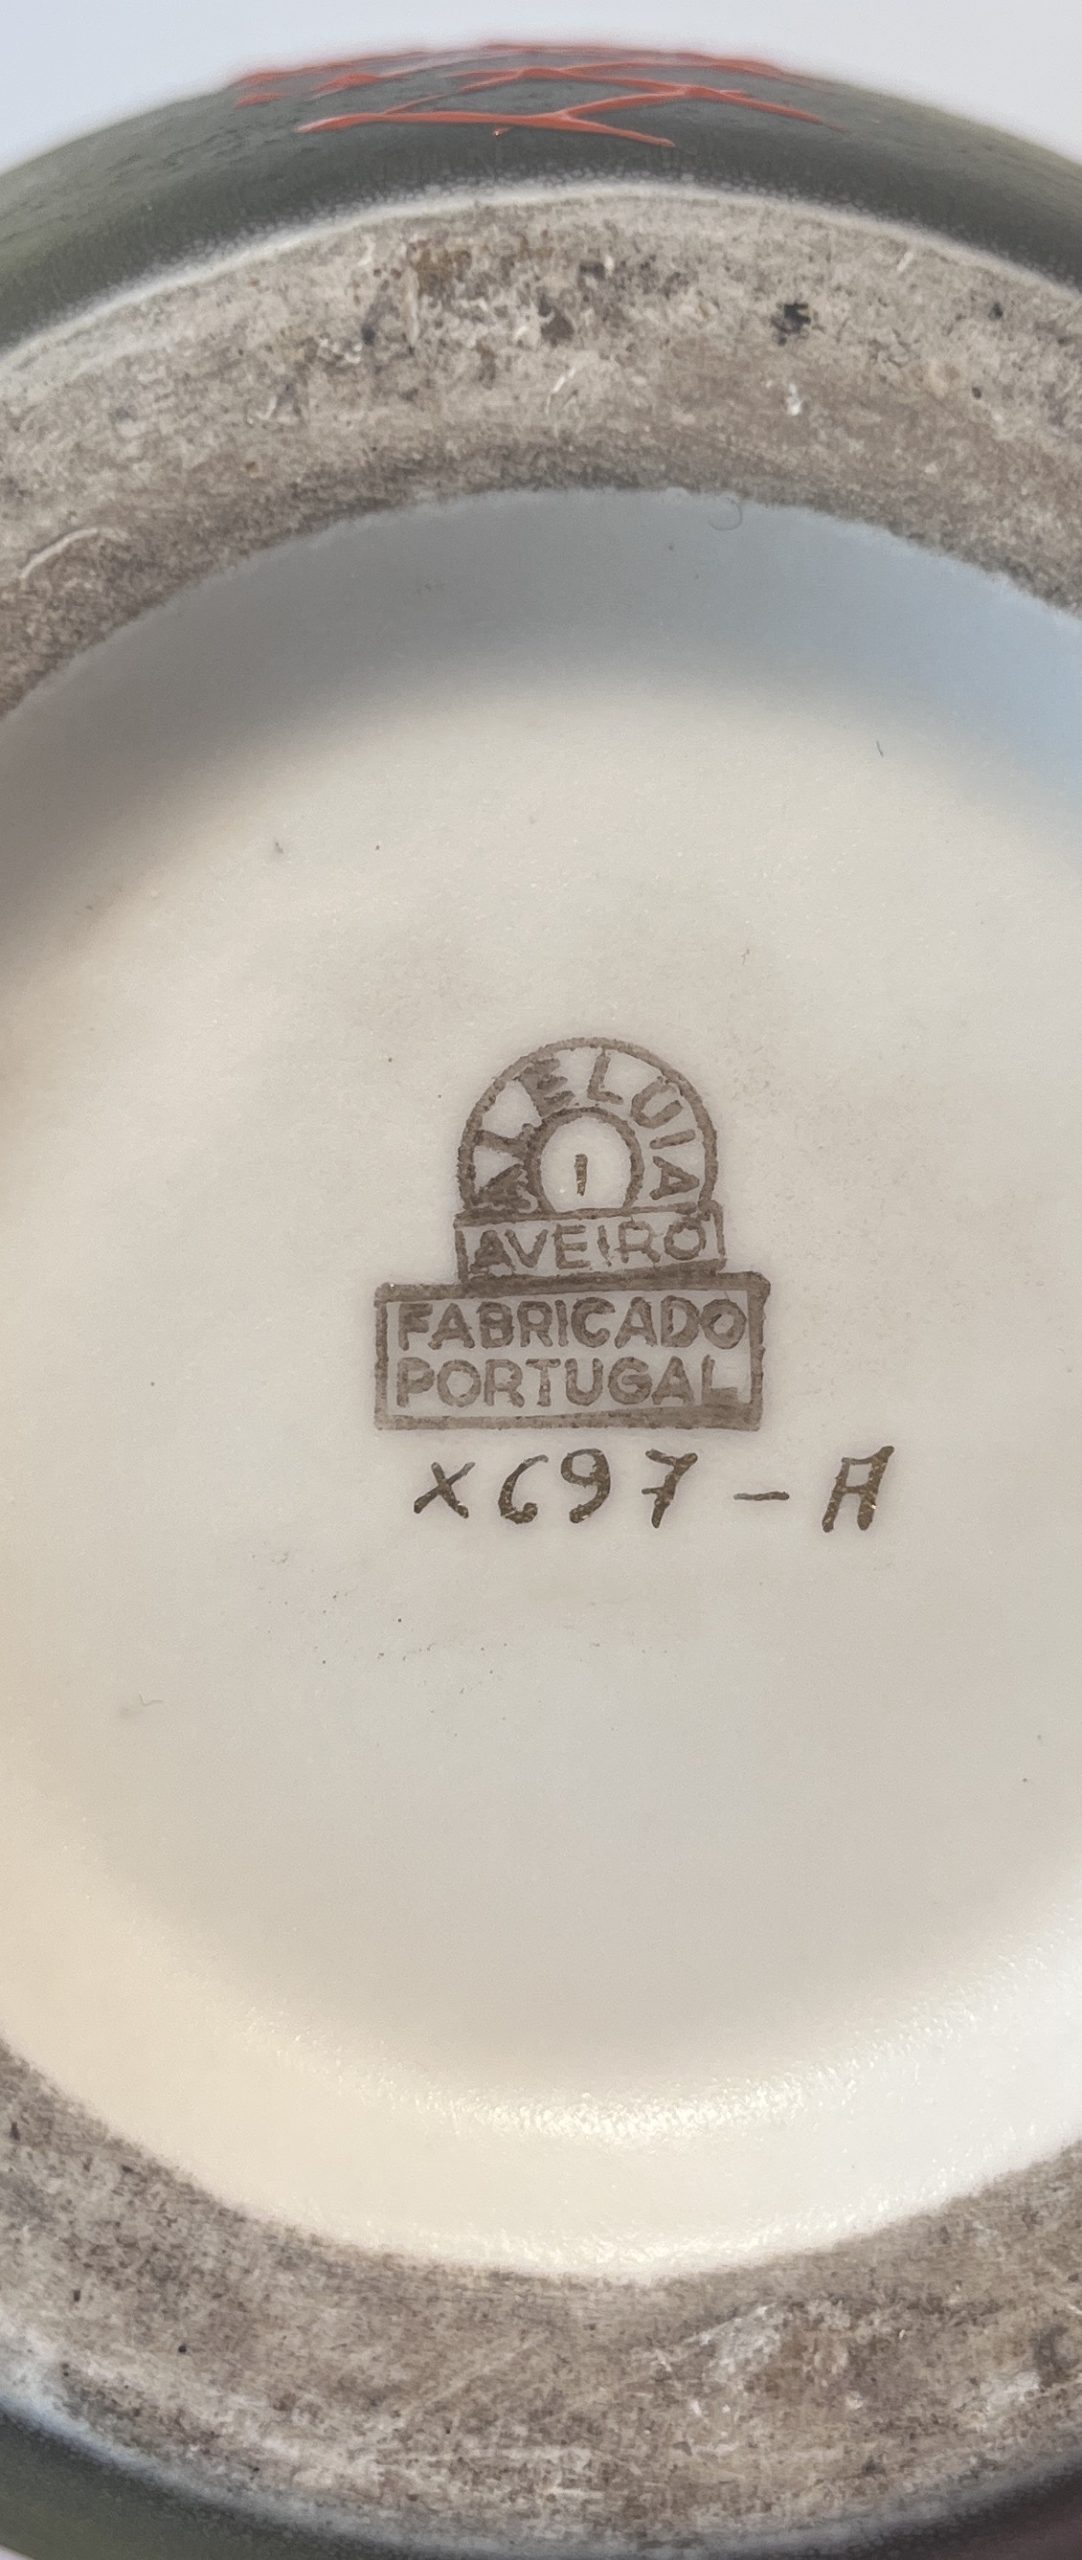 ALELUIA
1
AVEIRO
FABRICADO
PORTUGAL
X697-A